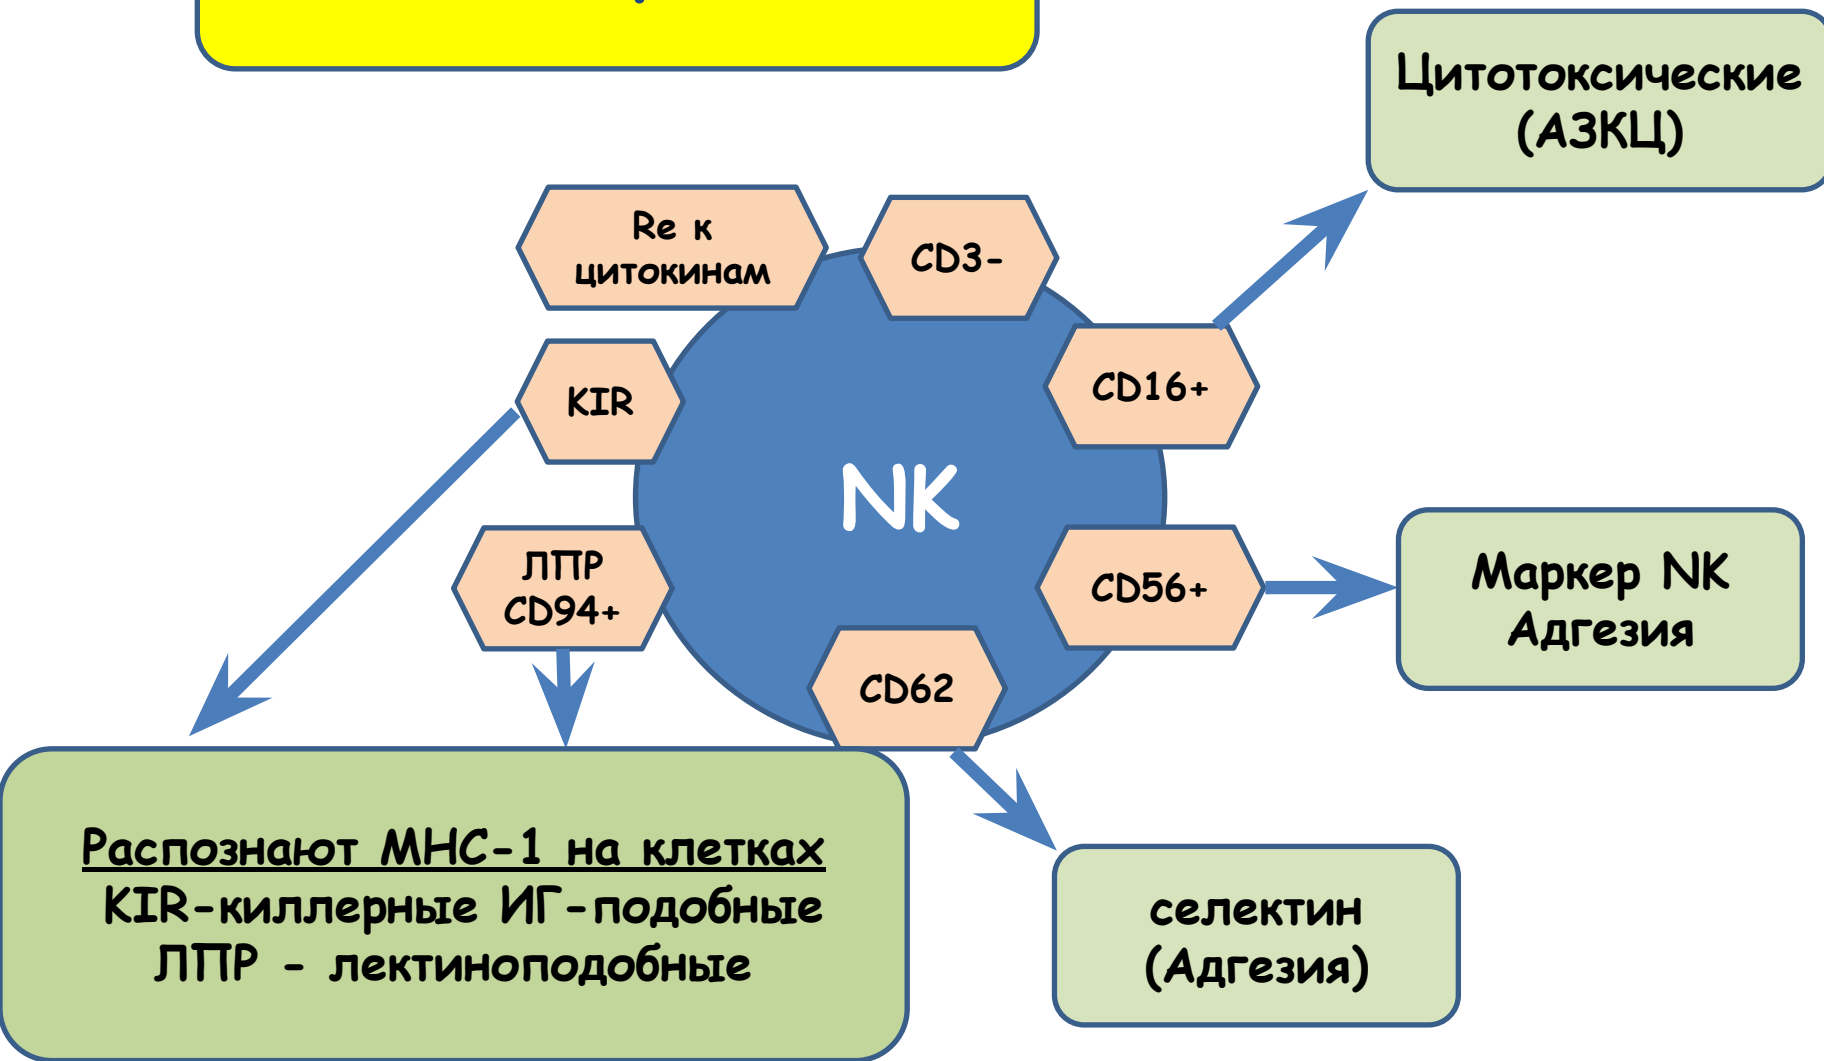 Цитотоксические
(АЗКЦ)
Re к
цитокинам
CD3-
CD16+
KIR
NK
ЛПР
CD94+
CD56+
CD62
Маркер NK
Адгезия
Распознают МНС-1 на клетках
KIR-киллерные ИГ-подобные
ЛПР - лектиноподобные
селектин
(Адгезия)